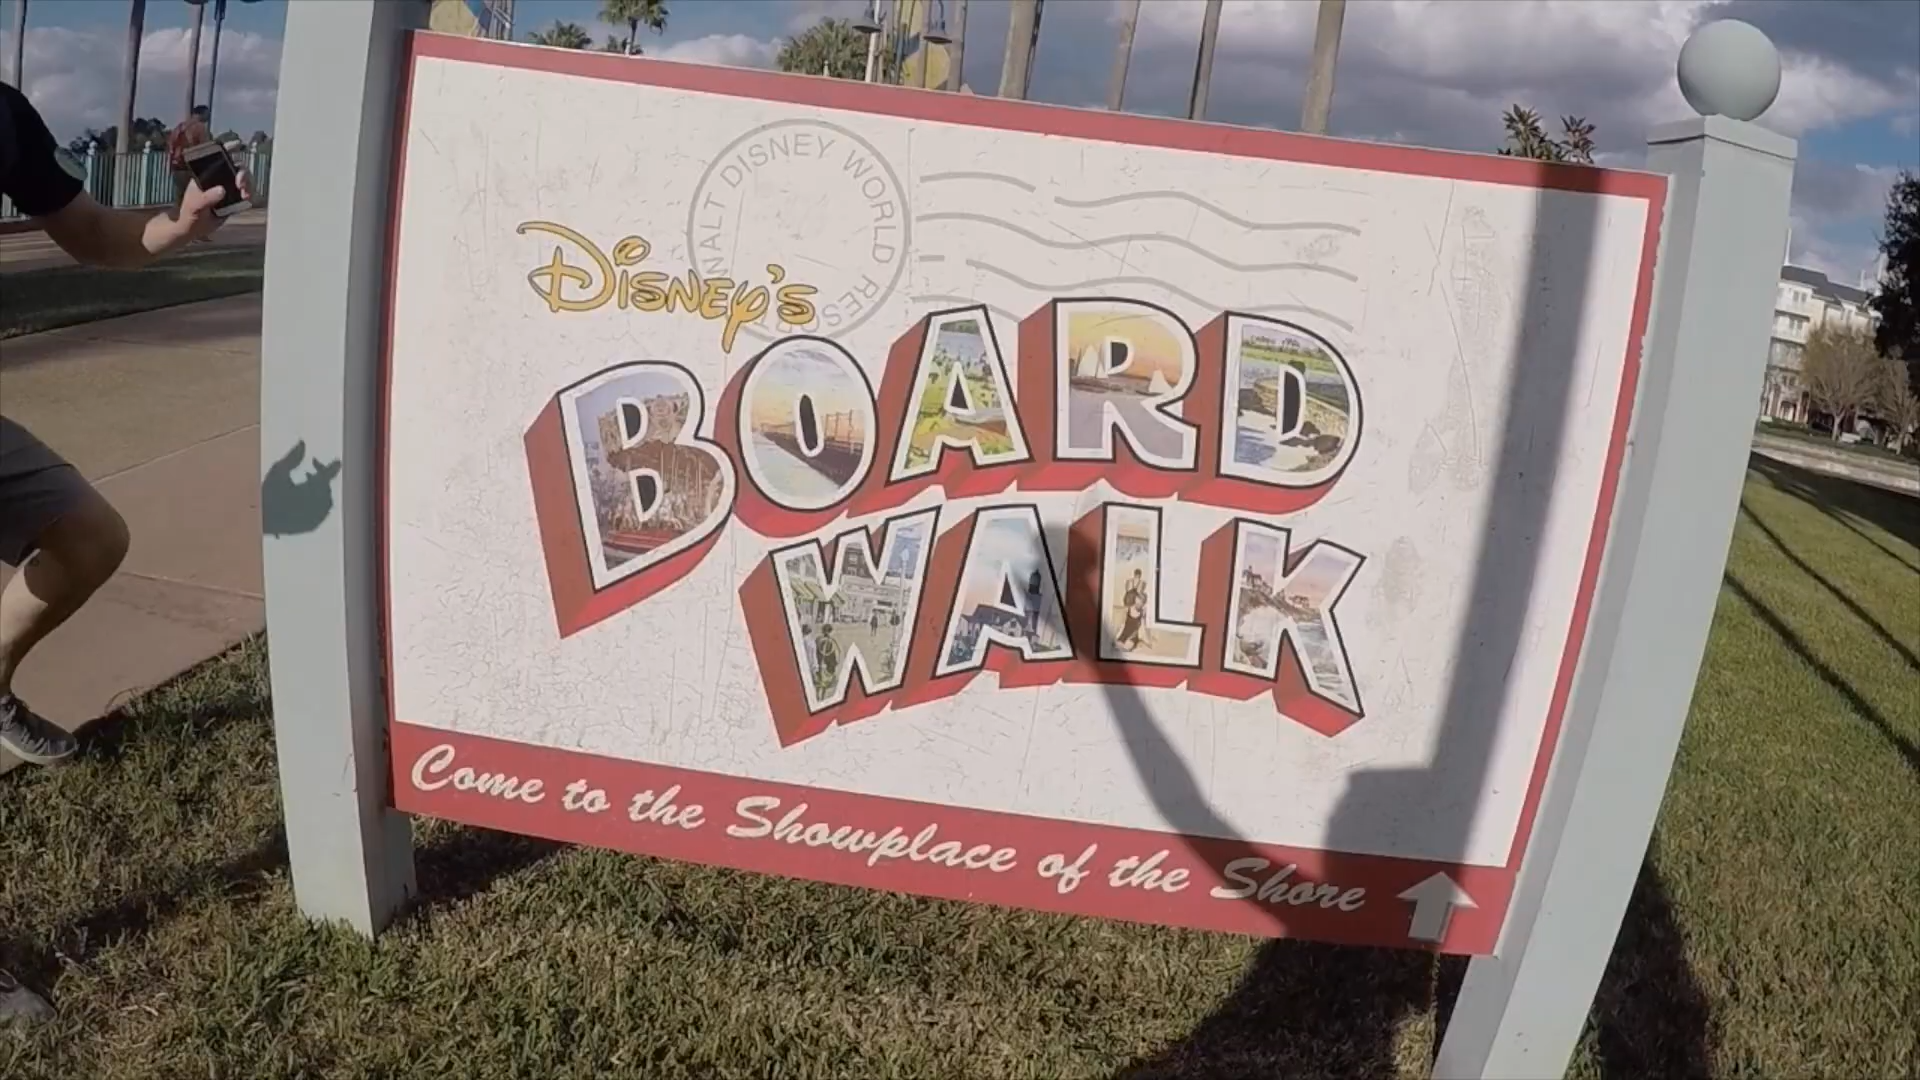 WALT DISNEY WORLD RESORT
DISNEY'S
BOARD
WALK
Come to the Showplace of the Shore